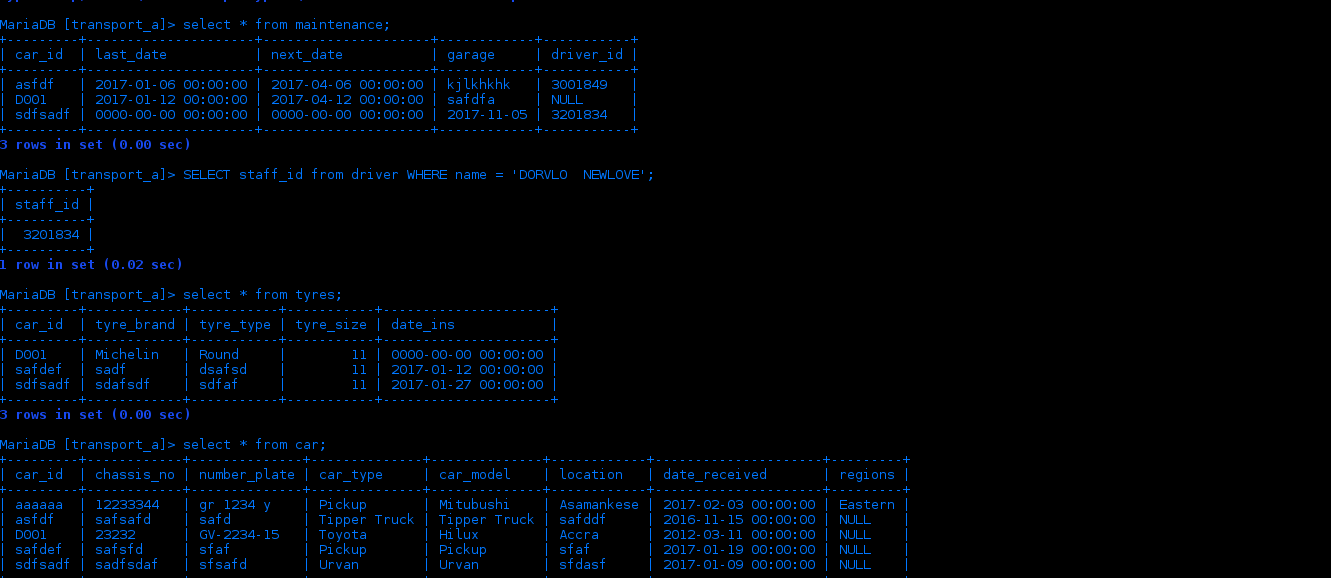 MariaDB [transport_a]> select * from maintenance;
+---------+---------------------+---------------------+------------+-----------+
| car_id  | last_date           | next_date           | garage     | driver_id |
+---------+---------------------+---------------------+------------+-----------+
| asfdf   | 2017-01-06 00:00:00 | 2017-04-06 00:00:00 | kjlkhkhk   | 3001849   |
| D001    | 2017-01-12 00:00:00 | 2017-04-12 00:00:00 | safdfa     | NULL      |
| sdfsadf | 0000-00-00 00:00:00 | 0000-00-00 00:00:00 | 2017-11-05 | 3201834   |
+---------+---------------------+---------------------+------------+-----------+
3 rows in set (0.00 sec)
MariaDB [transport_a]> SELECT staff_id from driver WHERE name = 'DORVLO  NEWLOVE';
+----------+
| staff_id |
+----------+
|  3201834 |
+----------+
1 row in set (0.02 sec)
MariaDB [transport_a]> select * from tyres;
+---------+------------+-----------+-----------+---------------------+
| car_id  | tyre_brand | tyre_type | tyre_size | date_ins            |
+---------+------------+-----------+-----------+---------------------+
| D001    | Michelin   | Round     |        11 | 0000-00-00 00:00:00 |
| safdef  | sadf       | dsafsd    |        11 | 2017-01-12 00:00:00 |
| sdfsadf | sdafsdf    | sdfaf     |        11 | 2017-01-27 00:00:00 |
+---------+------------+-----------+-----------+---------------------+
3 rows in set (0.00 sec)
MariaDB [transport_a]> select * from car;
+---------+------------+--------------+--------------+--------------+------------+---------------------+---------+
| car_id  | chassis_no | number_plate | car_type     | car_model    | location   | date_received       | regions |
+---------+------------+--------------+--------------+--------------+------------+---------------------+---------+
| aaaaaa  | 12233344   | gr 1234 y    | Pickup       | Mitubushi    | Asamankese | 2017-02-03 00:00:00 | Eastern |
| asfdf   | safsafd    | safd         | Tipper Truck | Tipper Truck | safddf     | 2016-11-15 00:00:00 | NULL    |
| D001    | 23232      | GV-2234-15   | Toyota       | Hilux        | Accra      | 2012-03-11 00:00:00 | NULL    |
| safdef  | safsfd     | sfaf         | Pickup       | Pickup       | sfaf       | 2017-01-19 00:00:00 | NULL    |
| sdfsadf | sadfsdaf   | sfsafd       | Urvan        | Urvan        | sfdasf     | 2017-01-09 00:00:00 | NULL    |